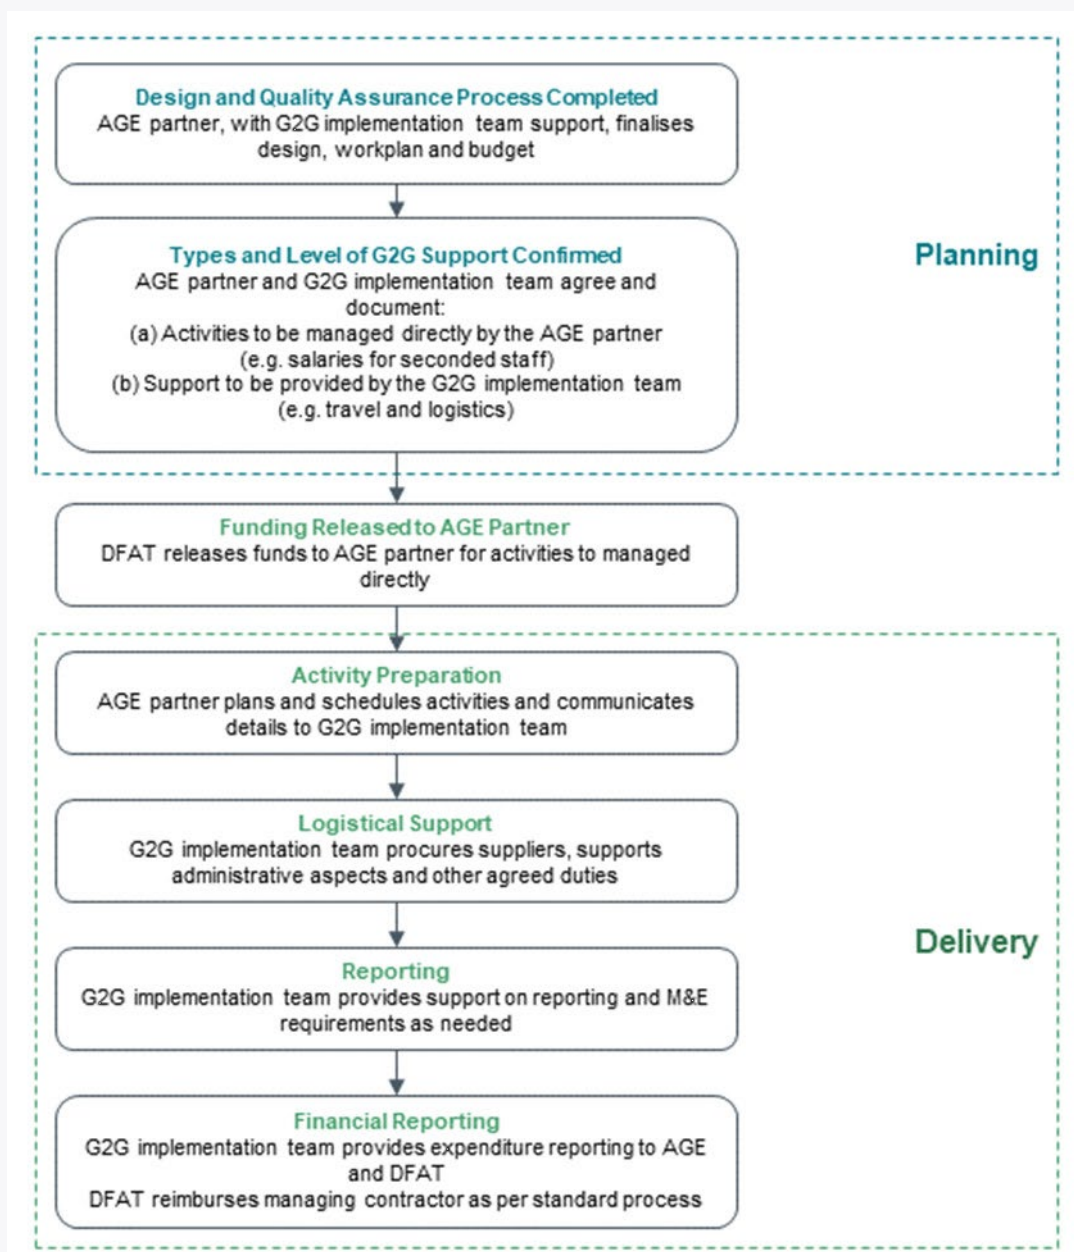 Design and Quality Assurance Process Completed
AGE partner, with G2G implementation team support, finalises
design, workplan and budget
Types and Level of G2G Support Confirmed
AGE partner and G2G implementation team agree and
document:
(a) Activities to be managed directly by the AGE partner
(e.g. salaries for seconded staff)
(b) Support to be provided by the G2G implementation team
(e.g. travel and logistics)
Planning
Funding Released to AGE Partner
DFAT releases funds to AGE partner for activities to managed
directly
Activity Preparation
AGE partner plans and schedules activities and communicates
details to G2G implementation team
Logistical Support
G2G implementation team procures suppliers, supports
administrative aspects and other agreed duties
Delivery
Reporting
G2G implementation team provides support on reporting and M&E
requirements as needed
Financial Reporting
G2G implementation team provides expenditure reporting to AGE
and DFAT
DFAT reimburses managing contractor as per standard process